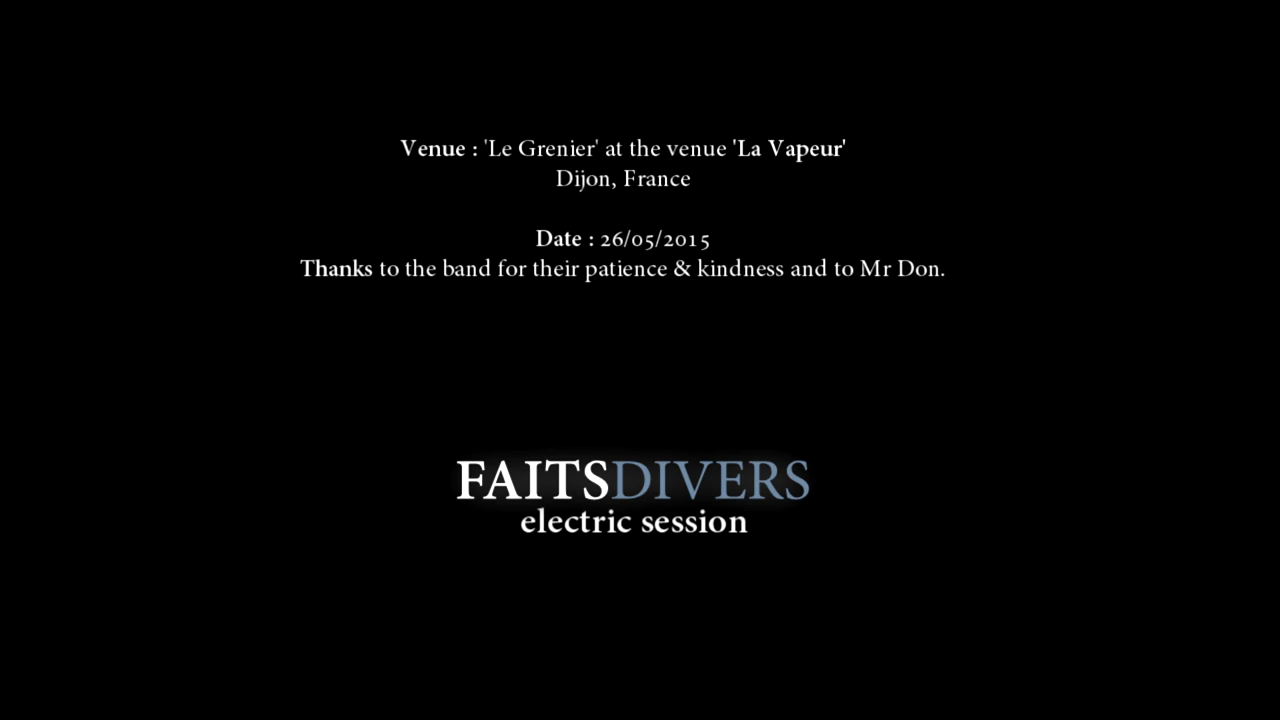 Venue : 'Le Grenier' at the venue 'La Vapeur'
Dijon, France
Date : 26/05/2015
Thanks to the band for their patience & kindness and to Mr Don.
FAITSDIVERS
electric session